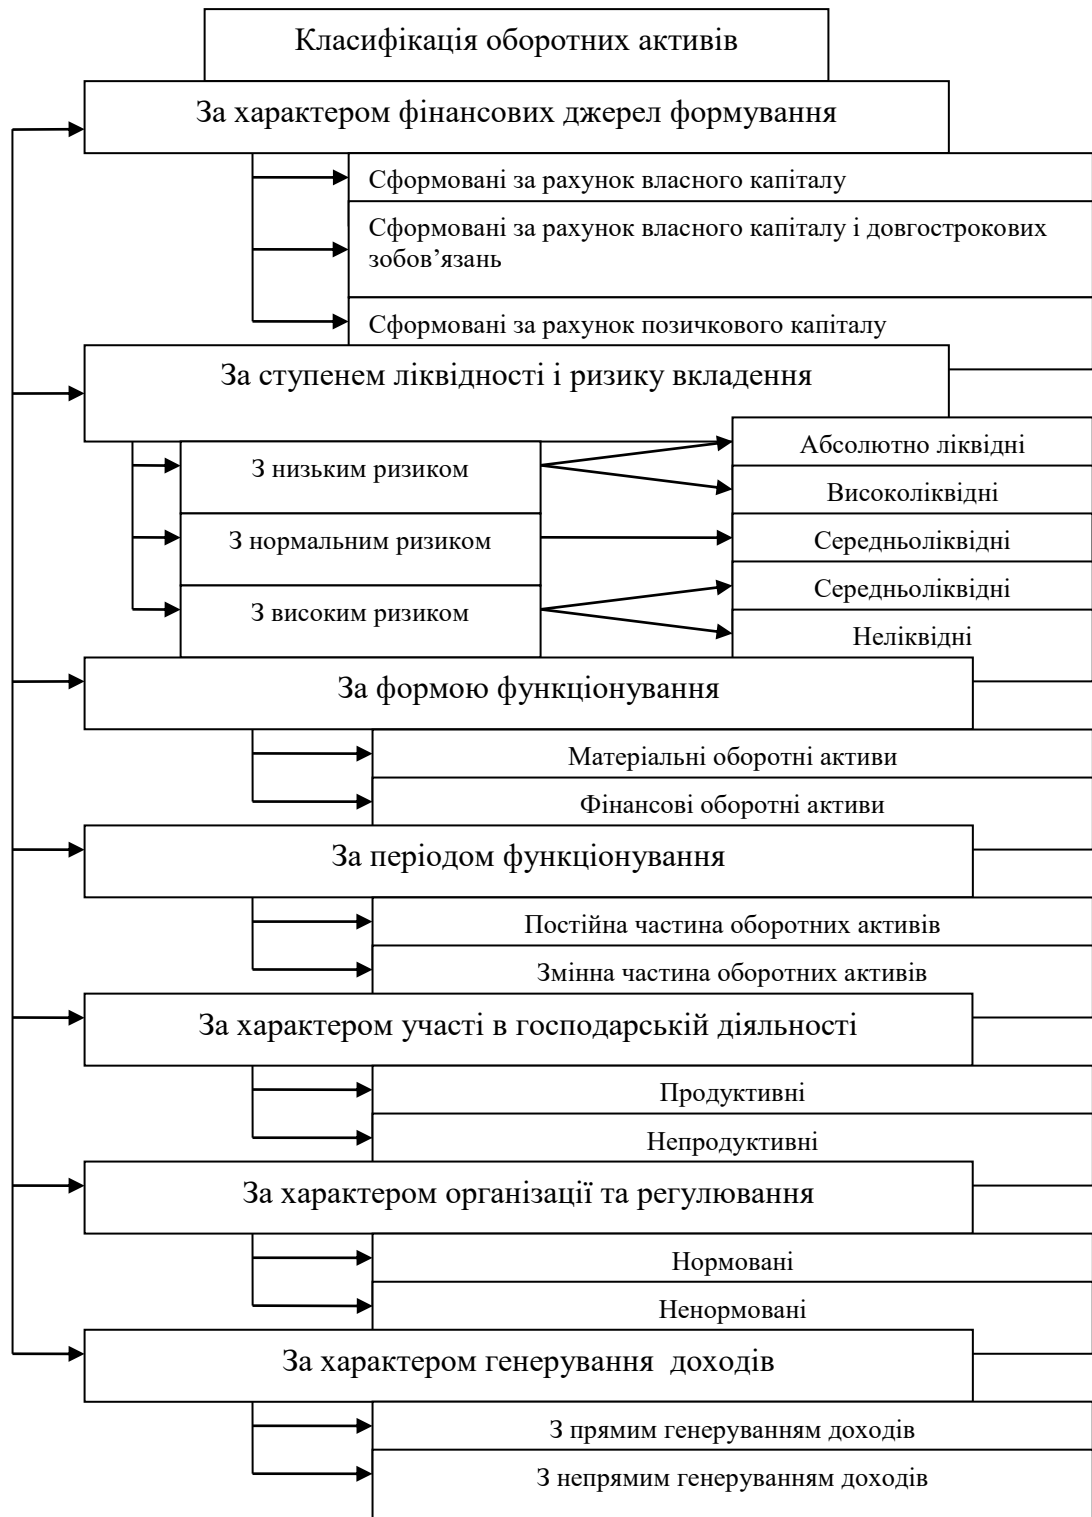 Класифікація оборотних активів
За характером фінансових джерел формування
Сформовані за рахунок власного капіталу
Сформовані за рахунок власного капіталу і довгострокових
зобов’язань
Сформовані за рахунок позичкового капіталу
За ступенем ліквідності і ризику вкладення
З низьким ризиком
Абсолютно ліквідні
Високоліквідні
З нормальним ризиком
Середньоліквідні
З високим ризиком
Середньоліквідні
Неліквідні
За формою функціонування
Матеріальні оборотні активи
Фінансові оборотні активи
За періодом функціонування
Постійна частина оборотних активів
Змінна частина оборотних активів
За характером участі в господарській діяльності
Продуктивні
Непродуктивні
За характером організації та регулювання
Нормовані
Ненормовані
За характером генерування доходів
З прямим генеруванням доходів
З непрямим генеруванням доходів